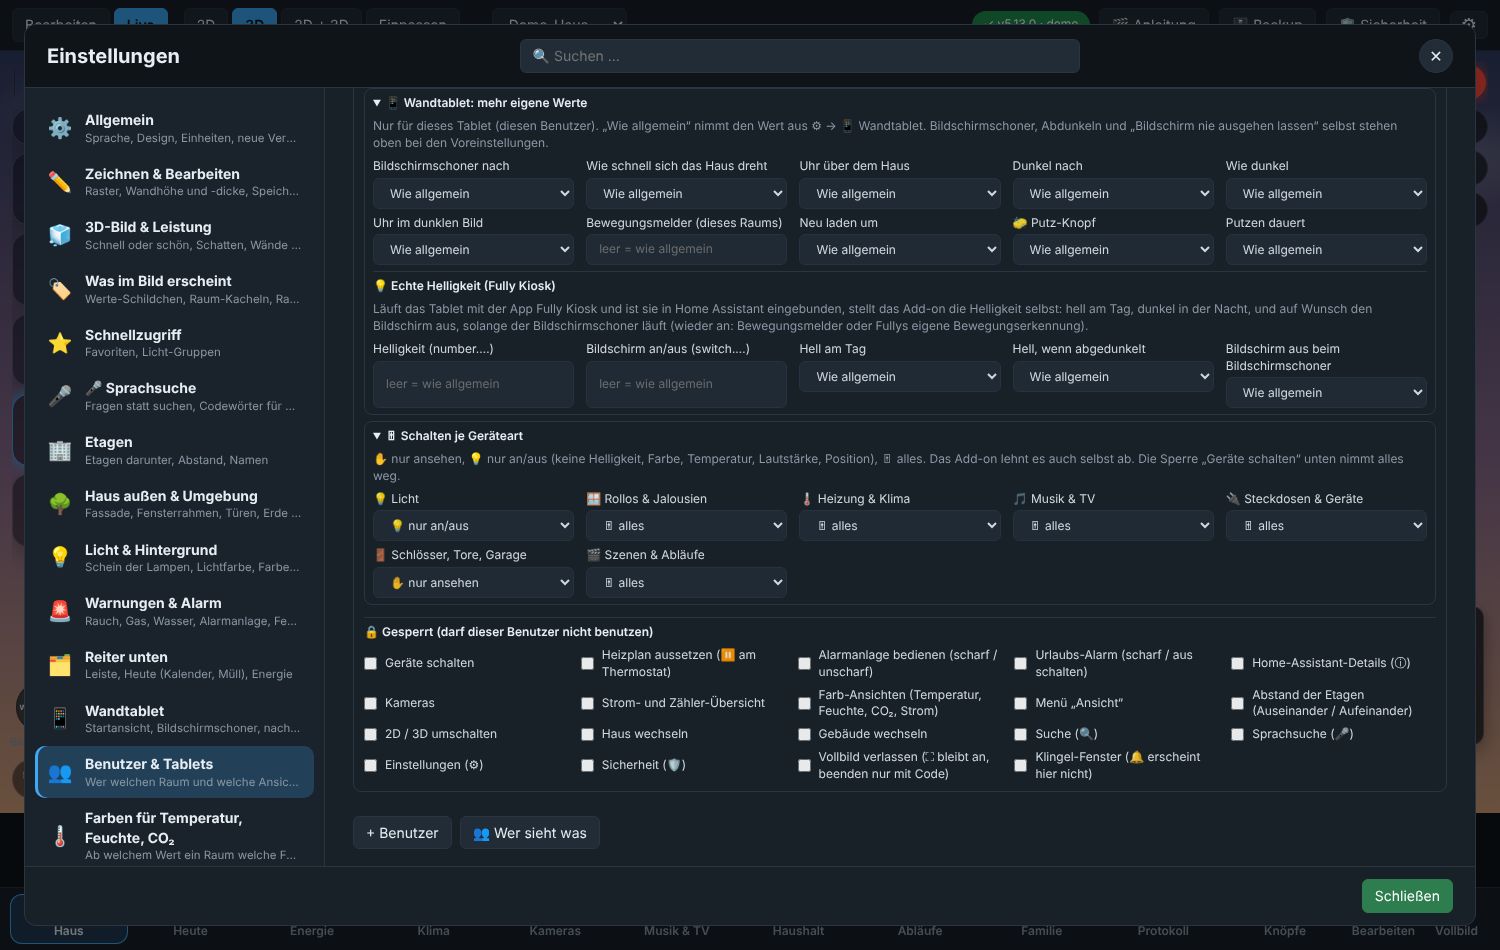 Bearbeiten Live 2D 3D 2D + 3D Einpassen Demo-Haus ✓ v5.13.0 · demo 🎬 Anleitung Backup 🛡️ Sicherheit ⚙
Einstellungen
🔍 Suchen ...
✕
Allgemein
Sprache, Design, Einheiten, neue Ver...
Zeichnen & Bearbeiten
Raster, Wandhöhe und -dicke, Speich...
3D-Bild & Leistung
Schnell oder schön, Schatten, Wände ...
Was im Bild erscheint
Werte-Schildchen, Raum-Kacheln, Ra...
Schnellzugriff
Favoriten, Licht-Gruppen
🎤 Sprachsuche
Fragen statt suchen, Codewörter für ...
Etagen
Etagen darunter, Abstand, Namen
Haus außen & Umgebung
Fassade, Fensterrahmen, Türen, Erde ...
Licht & Hintergrund
Schein der Lampen, Lichtfarbe, Farbe...
Warnungen & Alarm
Rauch, Gas, Wasser, Alarmanlage, Fe...
Reiter unten
Leiste, Heute (Kalender, Müll), Energie
Wandtablet
Startansicht, Bildschirmschoner, nach...
Benutzer & Tablets
Wer welchen Raum und welche Ansic...
Farben für Temperatur,
Feuchte, CO₂
Ab welchem Wert ein Raum welche F...
▼ 📱 Wandtablet: mehr eigene Werte
Nur für dieses Tablet (diesen Benutzer). „Wie allgemein“ nimmt den Wert aus ⚙ → 📱 Wandtablet. Bildschirmschoner, Abdunkeln und „Bildschirm nie ausgehen lassen“ selbst stehen
oben bei den Voreinstellungen.
Bildschirmschoner nach Wie schnell sich das Haus dreht Uhr über dem Haus Dunkel nach Wie dunkel
Wie allgemein Wie allgemein Wie allgemein Wie allgemein Wie allgemein
Uhr im dunklen Bild Bewegungsmelder (dieses Raums) Neu laden um 🧽 Putz-Knopf Putzen dauert
Wie allgemein leer = wie allgemein Wie allgemein Wie allgemein Wie allgemein
💡 Echte Helligkeit (Fully Kiosk)
Läuft das Tablet mit der App Fully Kiosk und ist sie in Home Assistant eingebunden, stellt das Add-on die Helligkeit selbst: hell am Tag, dunkel in der Nacht, und auf Wunsch den
Bildschirm aus, solange der Bildschirmschoner läuft (wieder an: Bewegungsmelder oder Fullys eigene Bewegungserkennung).
Helligkeit (number....) Bildschirm an/aus (switch....) Hell am Tag Hell, wenn abgedunkelt Bildschirm aus beim
Bildschirmschoner
leer = wie allgemein leer = wie allgemein Wie allgemein Wie allgemein Wie allgemein
▼ 🎚 Schalten je Geräteart
✋ nur ansehen, 💡 nur an/aus (keine Helligkeit, Farbe, Temperatur, Lautstärke, Position), 🎚 alles. Das Add-on lehnt es auch selbst ab. Die Sperre „Geräte schalten“ unten nimmt alles
weg.
💡 Licht 🪟 Rollos & Jalousien 🌡️ Heizung & Klima 🎵 Musik & TV 🔌 Steckdosen & Geräte
💡 nur an/aus 🎚 alles 🎚 alles 🎚 alles 🎚 alles
🚪 Schlösser, Tore, Garage 🎬 Szenen & Abläufe
✋ nur ansehen 🎚 alles
🔒 Gesperrt (darf dieser Benutzer nicht benutzen)
Geräte schalten
Heizplan aussetzen (⏸️ am
Thermostat)
Alarmanlage bedienen (scharf /
unscharf)
Urlaubs-Alarm (scharf / aus
schalten)
Home-Assistant-Details (ⓘ)
Kameras
Strom- und Zähler-Übersicht
Farb-Ansichten (Temperatur,
Feuchte, CO₂, Strom)
Menü „Ansicht“
Abstand der Etagen
(Auseinander / Aufeinander)
2D / 3D umschalten
Haus wechseln
Gebäude wechseln
Suche (🔍)
Sprachsuche (🎤)
Einstellungen (⚙)
Sicherheit (🛡️)
Vollbild verlassen (⛶ bleibt an,
beenden nur mit Code)
Klingel-Fenster (🔔 erscheint
hier nicht)
+ Benutzer
👥 Wer sieht was
Schließen
Haus Heute Energie Klima Kameras Musik & TV Haushalt Abläufe Familie Protokoll Knöpfe Bearbeiten Vollbild